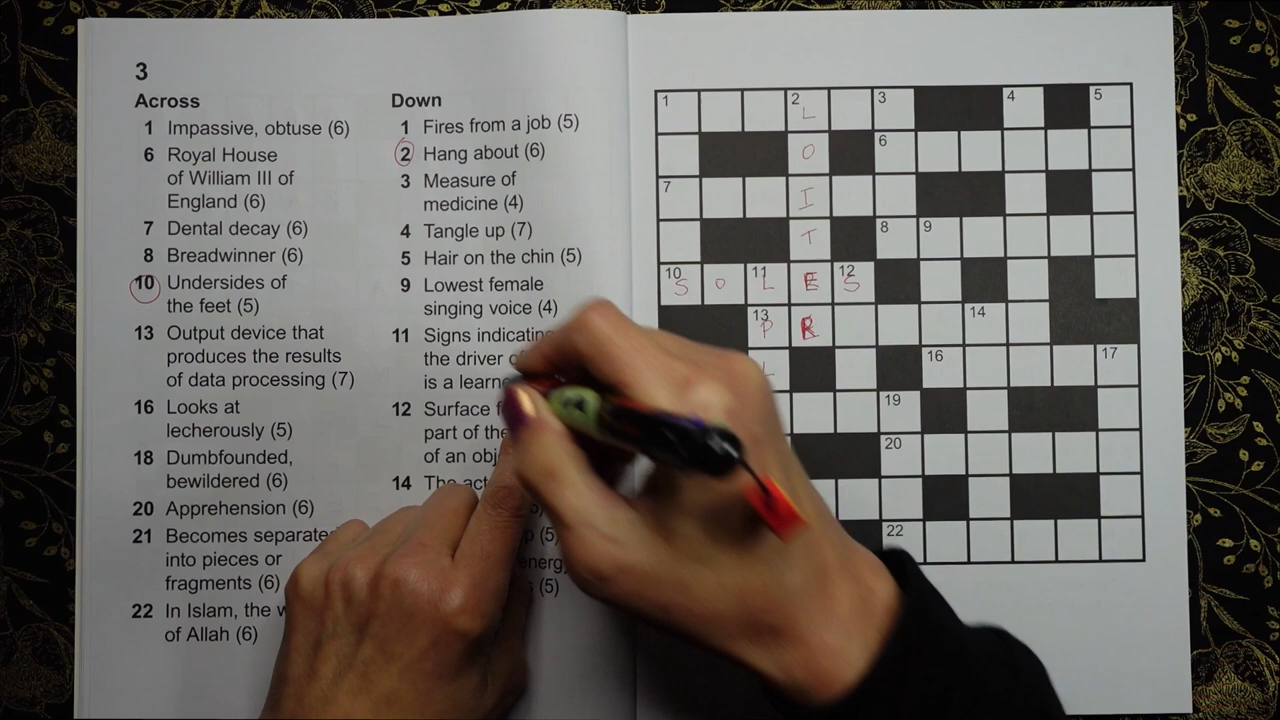 3
Across
1 Impassive, obtuse (6)
6 Royal House
of William III of
England (6)
7 Dental decay (6)
8 Breadwinner (6)
10 Undersides of
the feet (5)
13 Output device that
produces the results
of data processing (7)
16 Looks at
lecherously (5)
18 Dumbfounded,
bewildered (6)
20 Apprehension (6)
21 Becomes separate
into pieces or
fragments (6)
22 In Islam, the
of Allah (6)
Down
1 Fires from a job (5)
2 Hang about (6)
3 Measure of
medicine (4)
4 Tangle up (7)
5 Hair on the chin (5)
9 Lowest female
singing voice (4)
11 Signs indicatin
the driver
is a learn
12 Surface
part of the
of an obj
14 The act
(5)
energy
(5)
1 2 L 3 4 5
O 6
7 I
T 8 9
10 S O 11 L E 12 S
13 P R 14
L 16 17
19
20
22